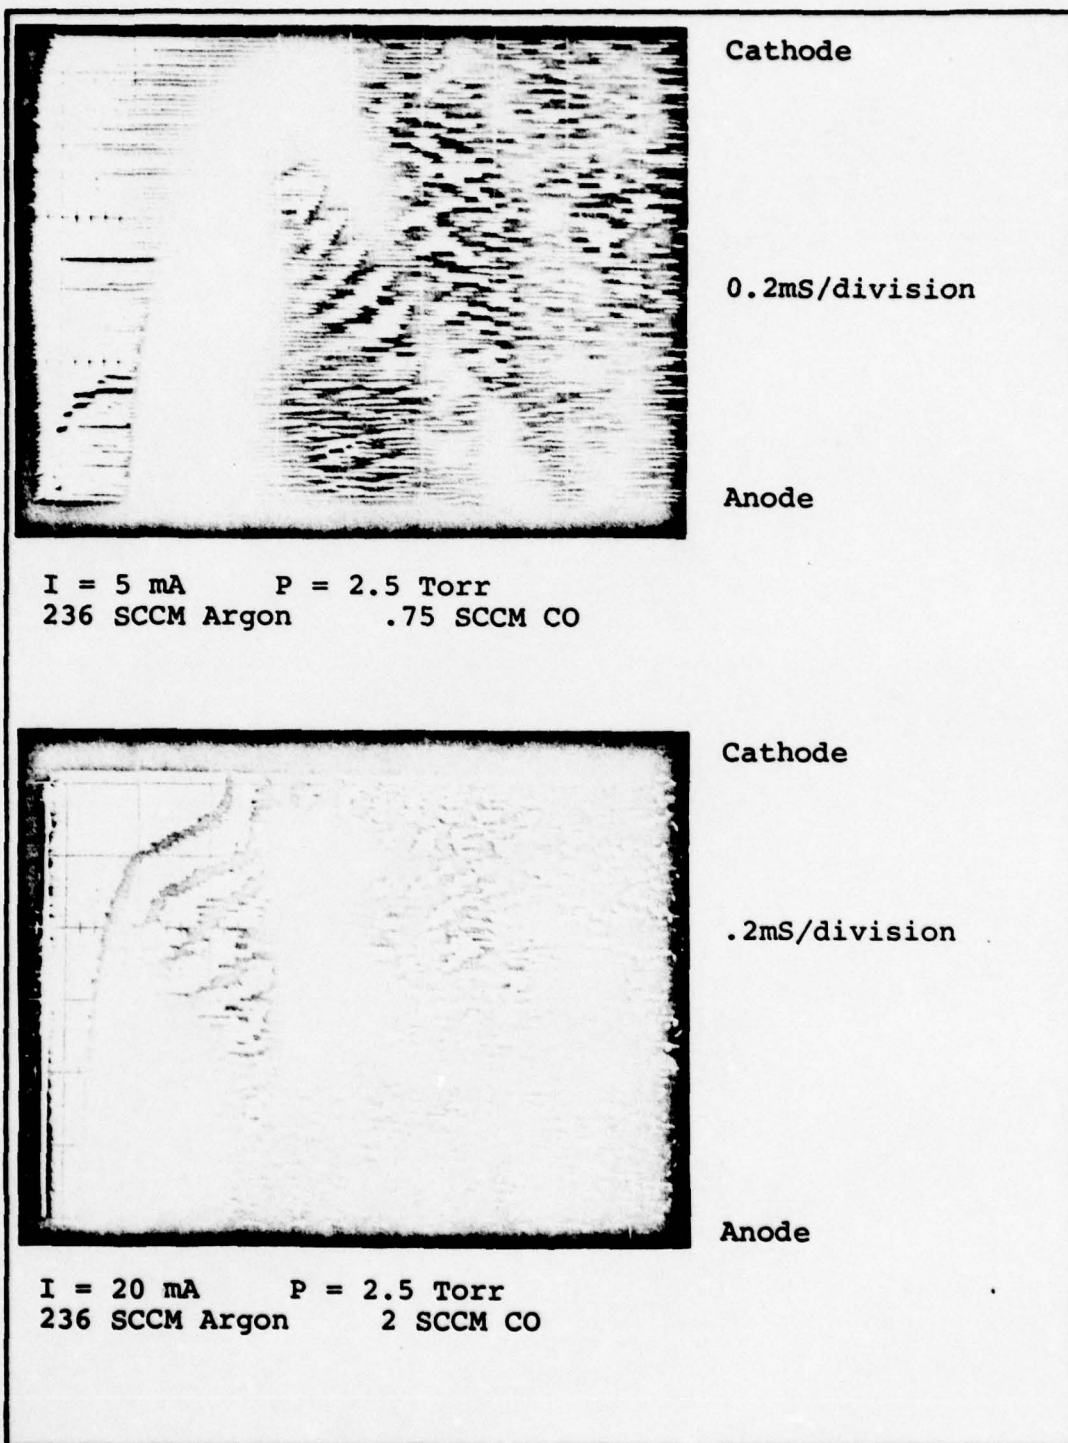 Cathode
0.2mS/division
Anode
I = 5 mA P = 2.5 Torr
236 SCCM Argon .75 SCCM CO
Cathode
.2mS/division
Anode
I = 20 mA P = 2.5 Torr
236 SCCM Argon 2 SCCM CO